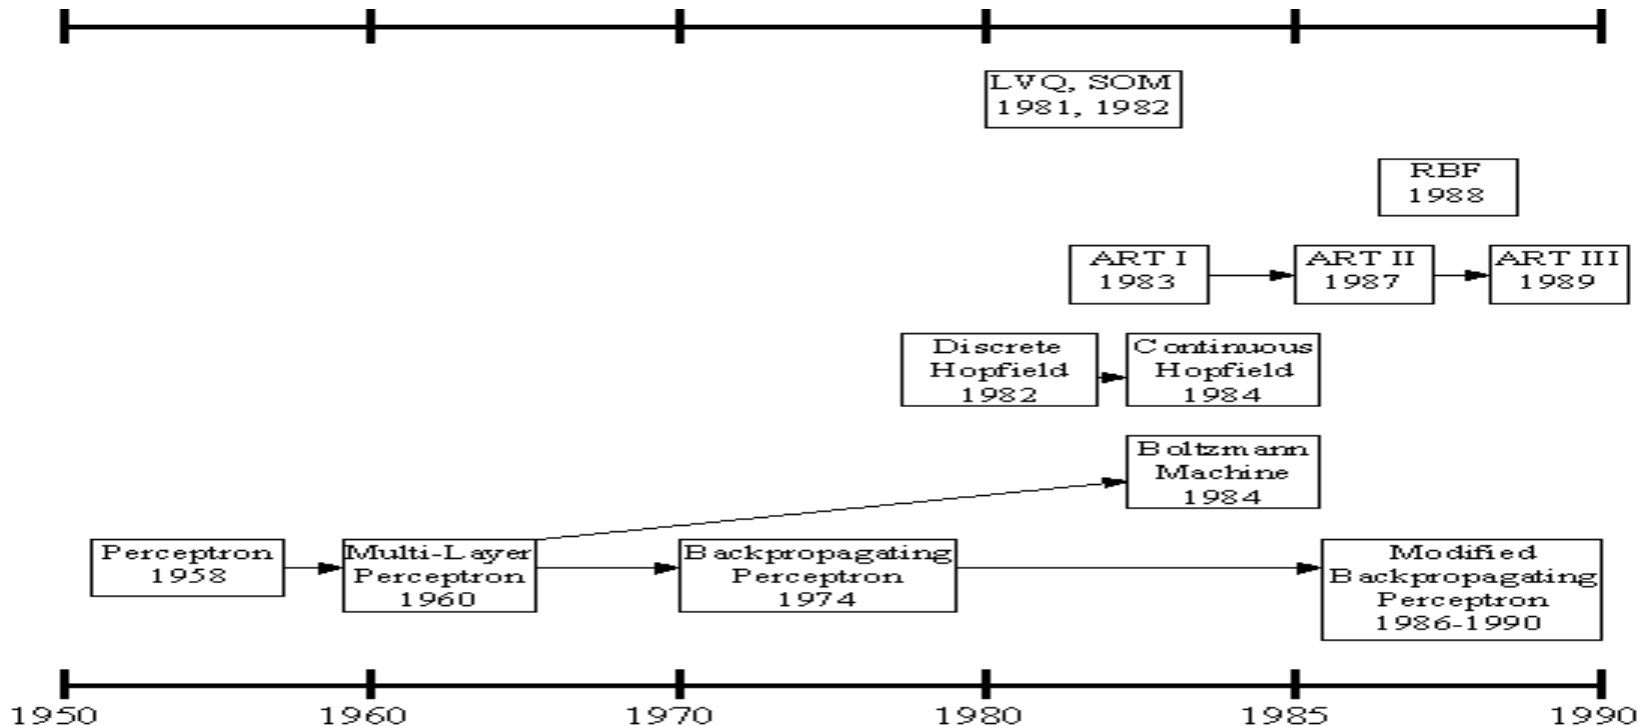 LVQ, SOM
1981, 1982
RBF
1988
ART I
1983
ART II
1987
ART III
1989
Discrete
Hopfield
1982
Continuous
Hopfield
1984
Boltzmann
Machine
1984
Perceptron
1958
Multi-Layer
Perceptron
1960
Backpropagating
Perceptron
1974
Modified
Backpropagating
Perceptron
1986-1990
1950
1960
1970
1980
1985
1990